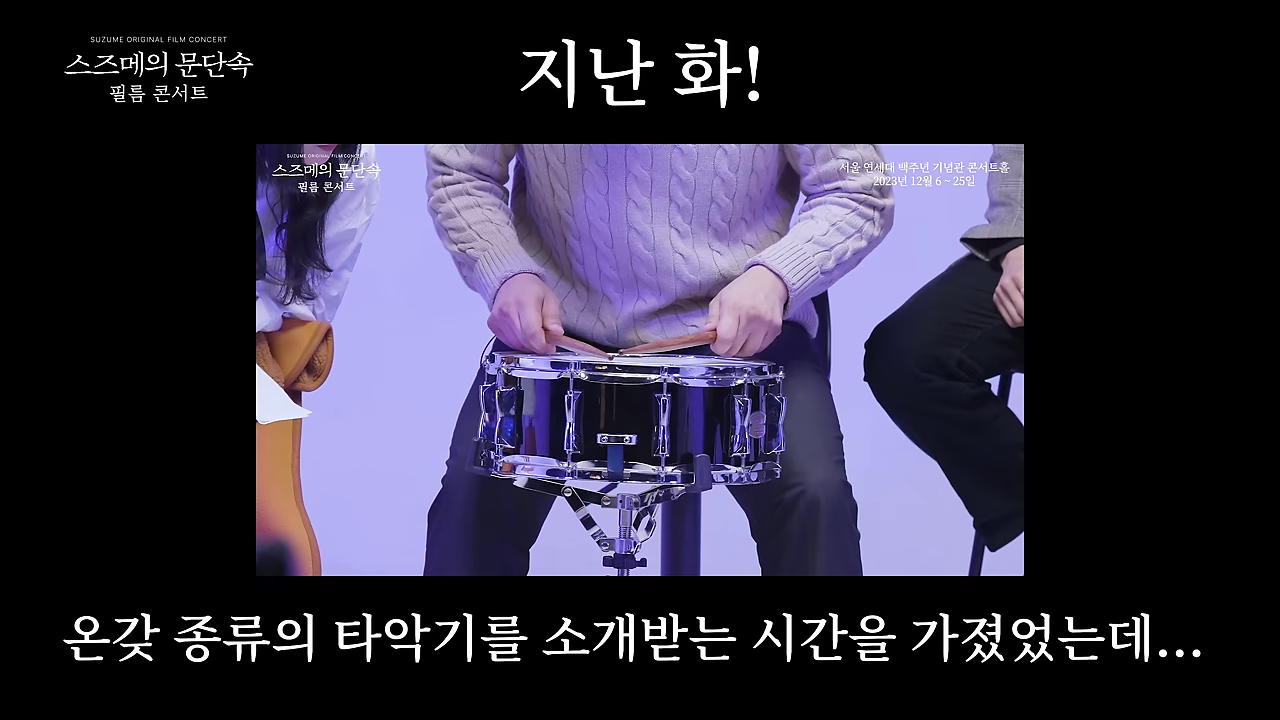 SUZUME ORIGINAL FILM CONCERT
스즈메의 문단속
필름 콘서트
지난 화!
SUZUME ORIGINAL FILM CONCERT
스즈메의 문단속
필름 콘서트
서울 연세대 백주년 기념관 콘서트홀
2023년 12월 6 ~ 25일
온갖 종류의 타악기를 소개받는 시간을 가졌었는데...